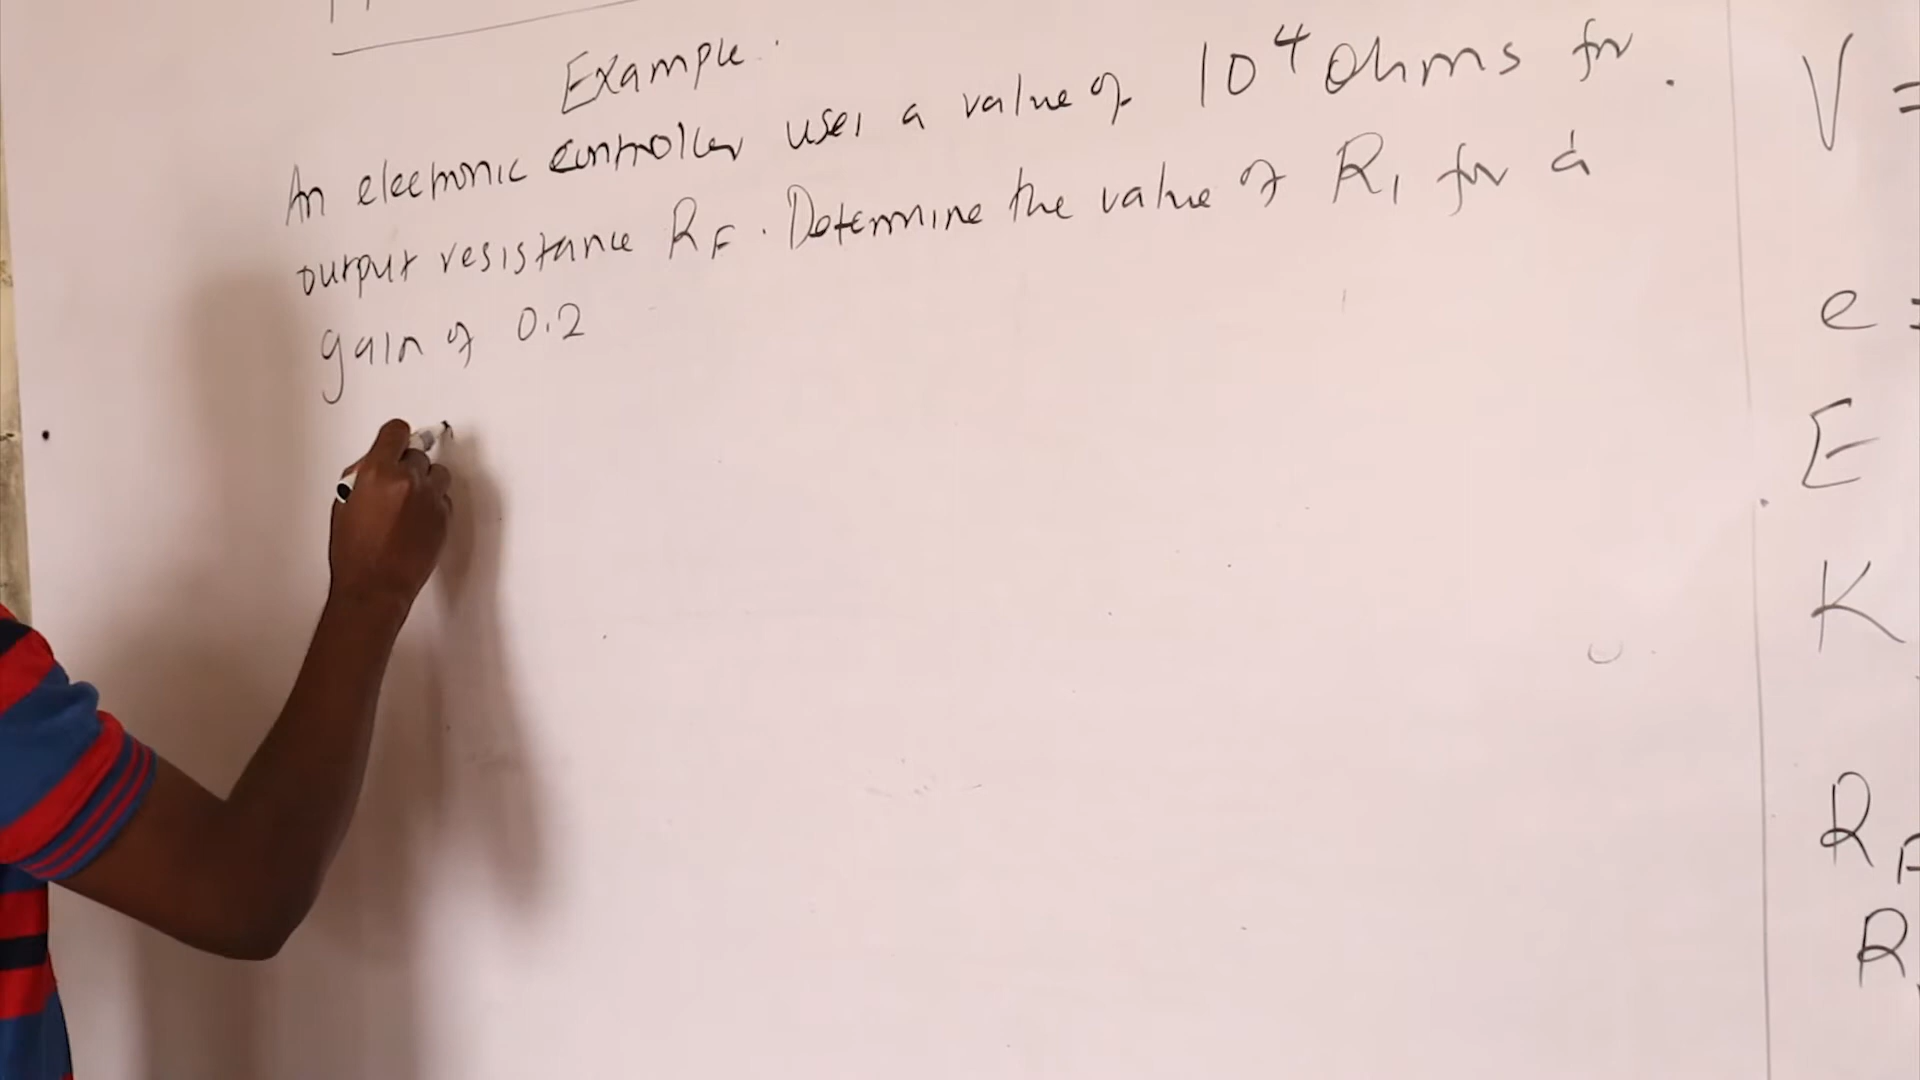 Example.
An electronic controller uses a value of 10⁴ Ohms for
output resistance RF. Determine the value of R1 for a
gain of 0.2
V =
e =
E
K
RF
R